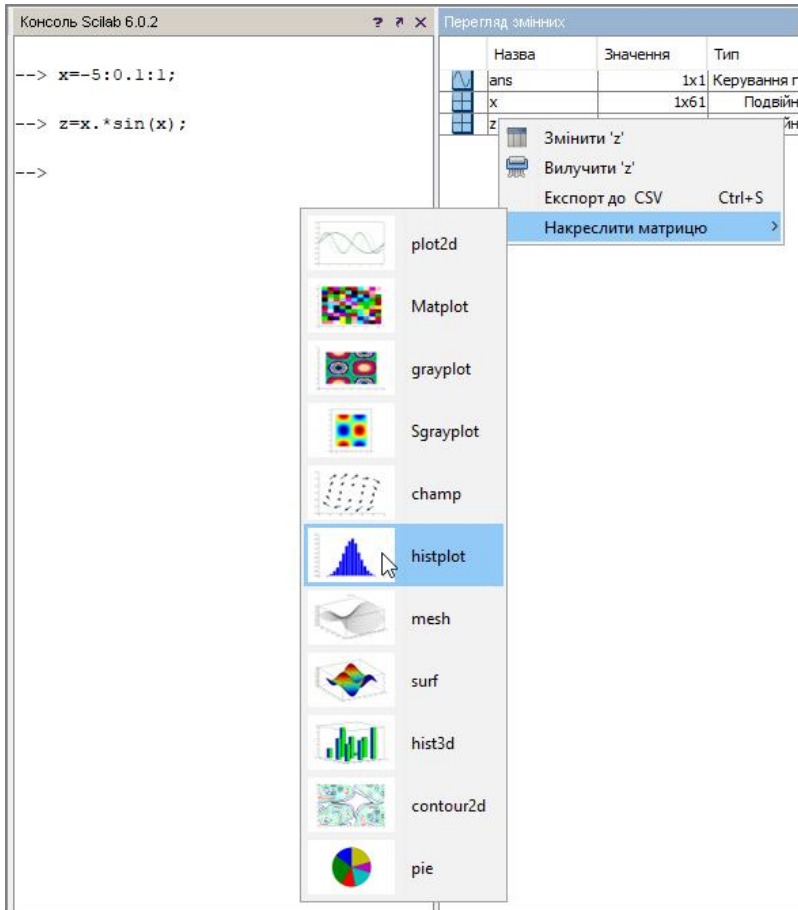 Консоль Scilab 6.0.2
--> x=-5:0.1:1;
--> z=x.*sin(x);
-->
Перегляд змінних
Назва Значення Тип
ans 1x1 Керування
x 1x61
z
Змінити 'z'
Вилучити 'z'
Експорт до CSV Ctrl+S
Накреслити матрицю
plot2d
Matplot
grayplot
Sgrayplot
champ
histplot
mesh
surf
hist3d
contour2d
pie